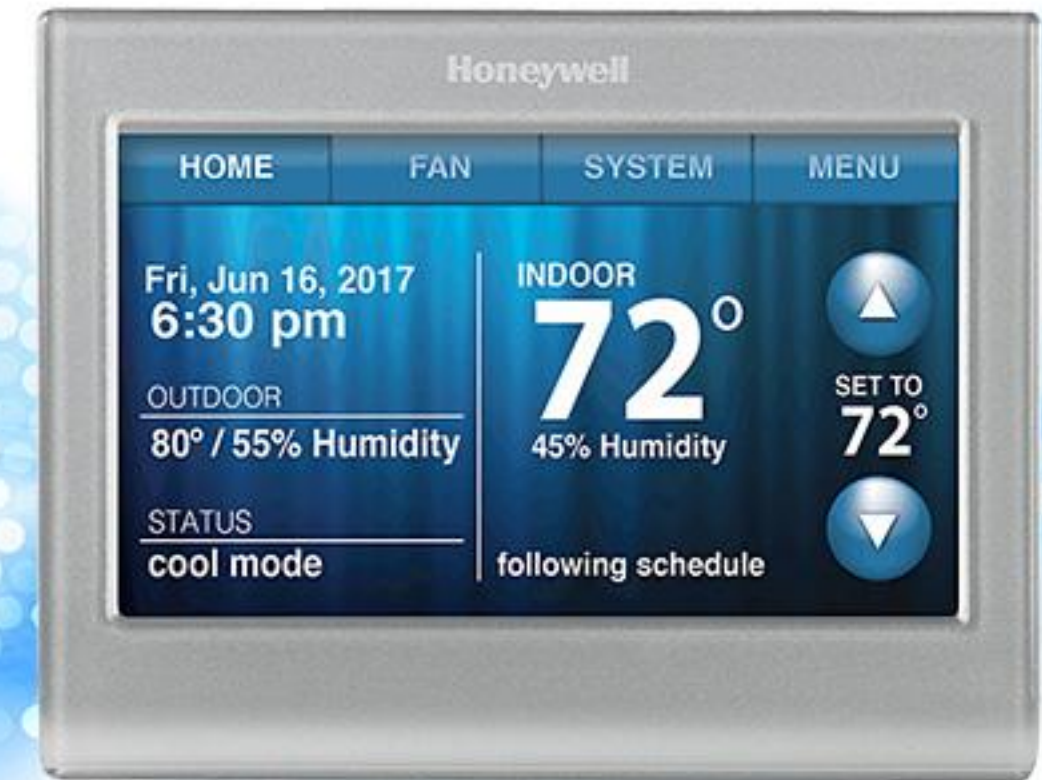 Honeywell
HOME FAN SYSTEM MENU
Fri, Jun 16, 2017
6:30 pm
OUTDOOR
80° / 55% Humidity
STATUS
cool mode
INDOOR
72°
45% Humidity
following schedule
SET TO
72°